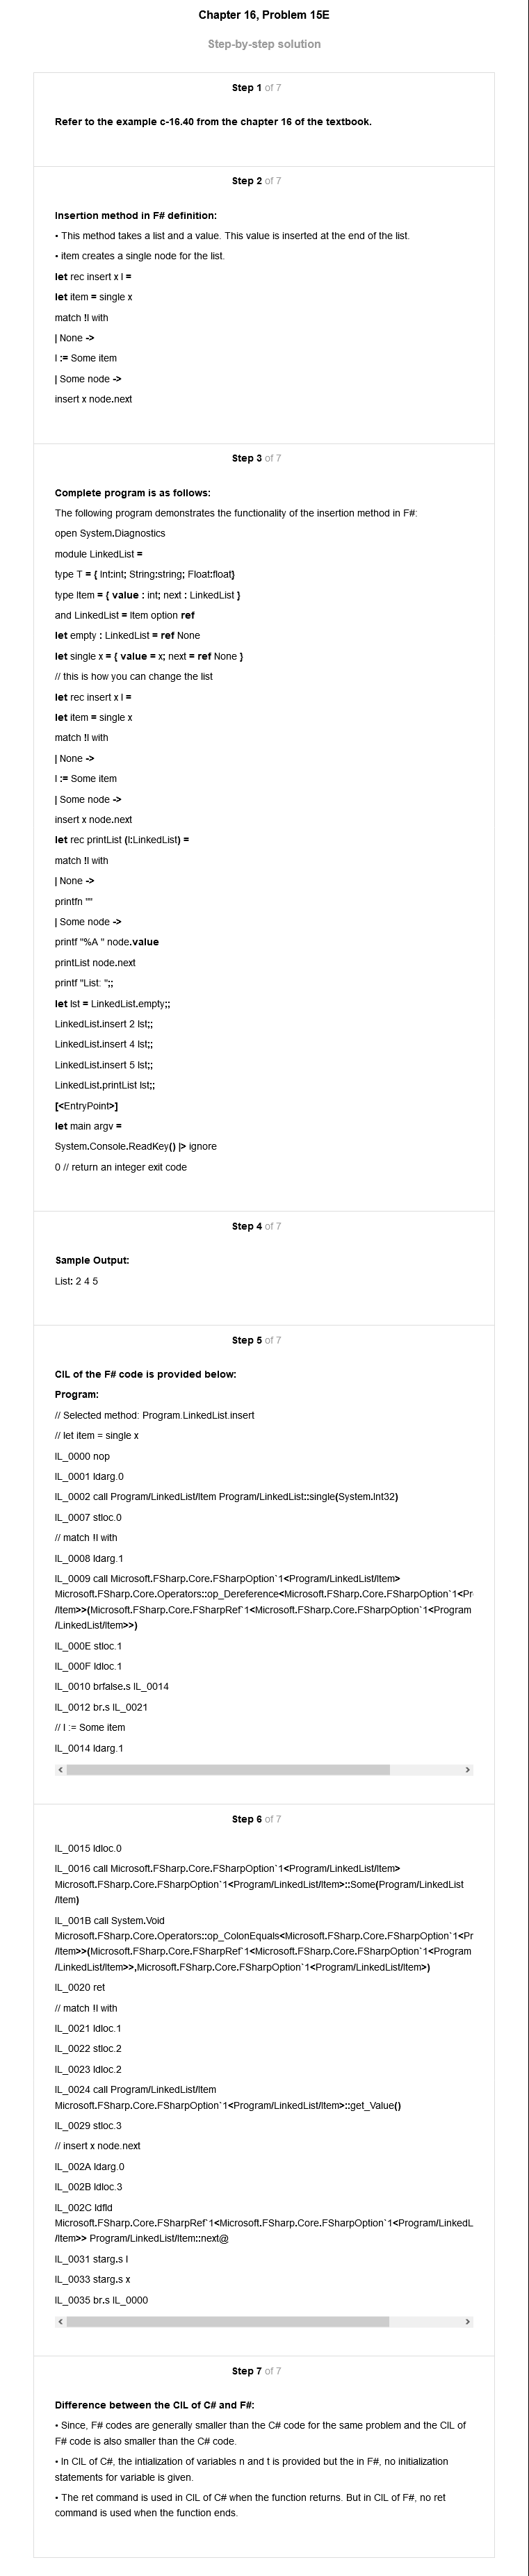 Chapter 16, Problem 15E
Step-by-step solution
Step 1 of 7
Refer to the example c-16.40 from the chapter 16 of the textbook.
Step 2 of 7
Insertion method in F# definition:
• This method takes a list and a value. This value is inserted at the end of the list.
• item creates a single node for the list.
let rec insert x l =
let item = single x
match !l with
| None ->
l := Some item
| Some node ->
insert x node.next
Step 3 of 7
Complete program is as follows:
The following program demonstrates the functionality of the insertion method in F#:
open System.Diagnostics
module LinkedList =
type T = { Int:int; String:string; Float:float}
type Item = { value : int; next : LinkedList }
and LinkedList = Item option ref
let empty : LinkedList = ref None
let single x = { value = x; next = ref None }
// this is how you can change the list
let rec insert x l =
let item = single x
match !l with
| None ->
l := Some item
| Some node ->
insert x node.next
let rec printList (l:LinkedList) =
match !l with
| None ->
printfn ""
| Some node ->
printf "%A " node.value
printList node.next
printf "List: ";;
let lst = LinkedList.empty;;
LinkedList.insert 2 lst;;
LinkedList.insert 4 lst;;
LinkedList.insert 5 lst;;
LinkedList.printList lst;;
[<EntryPoint>]
let main argv =
System.Console.ReadKey() |> ignore
0 // return an integer exit code
Step 4 of 7
Sample Output:
List: 2 4 5
Step 5 of 7
CIL of the F# code is provided below:
Program:
// Selected method: Program.LinkedList.insert
// let item = single x
IL_0000 nop
IL_0001 ldarg.0
IL_0002 call Program/LinkedList/Item Program/LinkedList::single(System.Int32)
IL_0007 stloc.0
// match !l with
IL_0008 ldarg.1
IL_0009 call Microsoft.FSharp.Core.FSharpOption`1<Program/LinkedList/Item>
Microsoft.FSharp.Core.Operators::op_Dereference<Microsoft.FSharp.Core.FSharpOption`1<Pr
/Item>>(Microsoft.FSharp.Core.FSharpRef`1<Microsoft.FSharp.Core.FSharpOption`1<Program
/LinkedList/Item>>)
IL_000E stloc.1
IL_000F ldloc.1
IL_0010 brfalse.s IL_0014
IL_0012 br.s IL_0021
// l := Some item
IL_0014 ldarg.1
Step 6 of 7
IL_0015 ldloc.0
IL_0016 call Microsoft.FSharp.Core.FSharpOption`1<Program/LinkedList/Item>
Microsoft.FSharp.Core.FSharpOption`1<Program/LinkedList/Item>::Some(Program/LinkedList
/Item)
IL_001B call System.Void
Microsoft.FSharp.Core.Operators::op_ColonEquals<Microsoft.FSharp.Core.FSharpOption`1<Pr
/Item>>(Microsoft.FSharp.Core.FSharpRef`1<Microsoft.FSharp.Core.FSharpOption`1<Program
/LinkedList/Item>>,Microsoft.FSharp.Core.FSharpOption`1<Program/LinkedList/Item>)
IL_0020 ret
// match !l with
IL_0021 ldloc.1
IL_0022 stloc.2
IL_0023 ldloc.2
IL_0024 call Program/LinkedList/Item
Microsoft.FSharp.Core.FSharpOption`1<Program/LinkedList/Item>::get_Value()
IL_0029 stloc.3
// insert x node.next
IL_002A ldarg.0
IL_002B ldloc.3
IL_002C ldfld
Microsoft.FSharp.Core.FSharpRef`1<Microsoft.FSharp.Core.FSharpOption`1<Program/LinkedL
/Item>> Program/LinkedList/Item::next@
IL_0031 starg.s l
IL_0033 starg.s x
IL_0035 br.s IL_0000
Step 7 of 7
Difference between the CIL of C# and F#:
• Since, F# codes are generally smaller than the C# code for the same problem and the CIL of
F# code is also smaller than the C# code.
• In CIL of C#, the intialization of variables n and t is provided but the in F#, no initialization
statements for variable is given.
• The ret command is used in CIL of C# when the function returns. But in CIL of F#, no ret
command is used when the function ends.